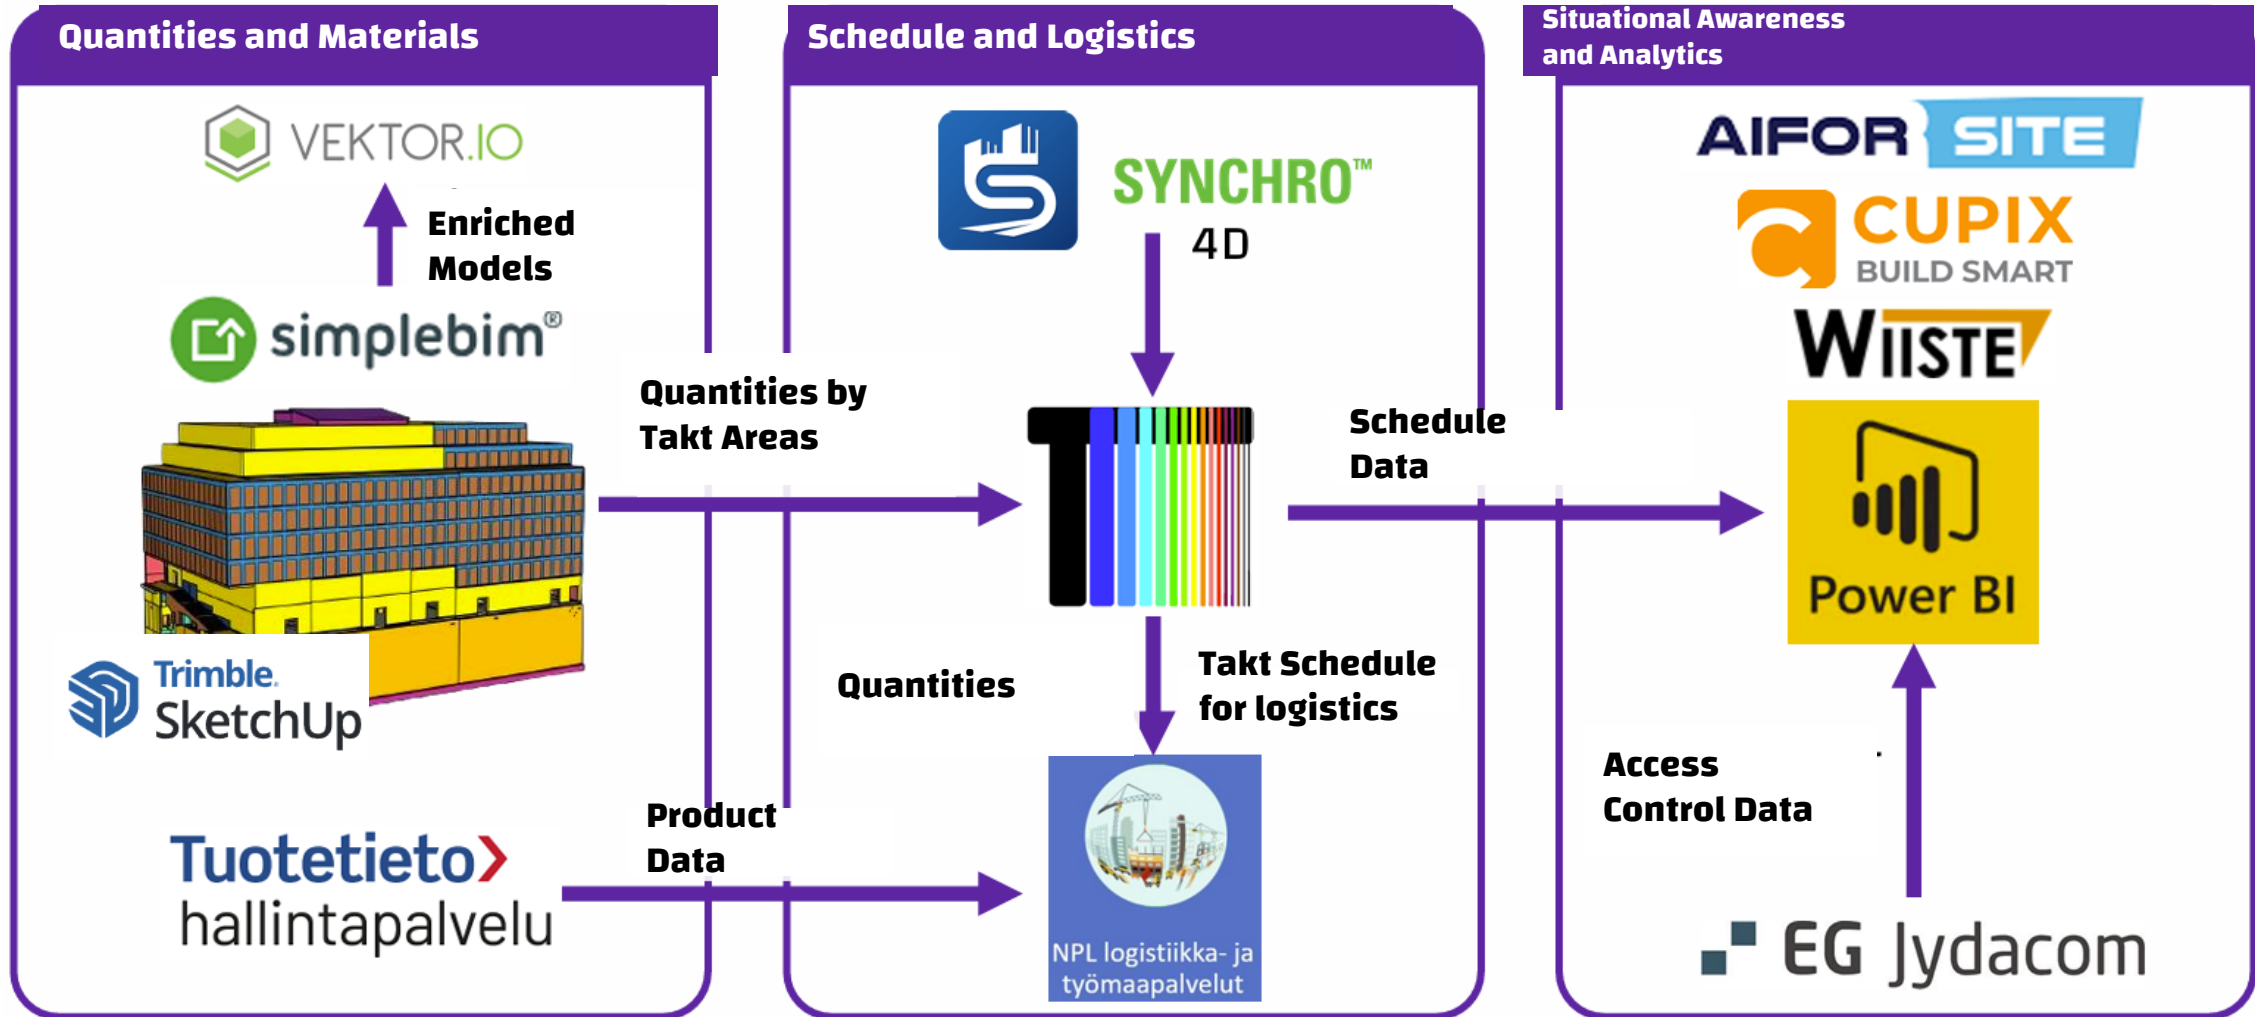 Quantities and Materials
VEKTOR.IO
Enriched
Models
simplebim®
Trimble.
SketchUp
Tuotetieto
hallintapalvelu
Quantities by
Takt Areas
Product
Data
Schedule and Logistics
SYNCHRO™
4D
Quantities
Takt Schedule
for logistics
NPL logistiikka- ja
työmaapalvelut
Schedule
Data
Situational Awareness
and Analytics
AIFOR SITE
CUPIX
BUILD SMART
WIISTE
Power BI
Access
Control Data
EG Jydacom